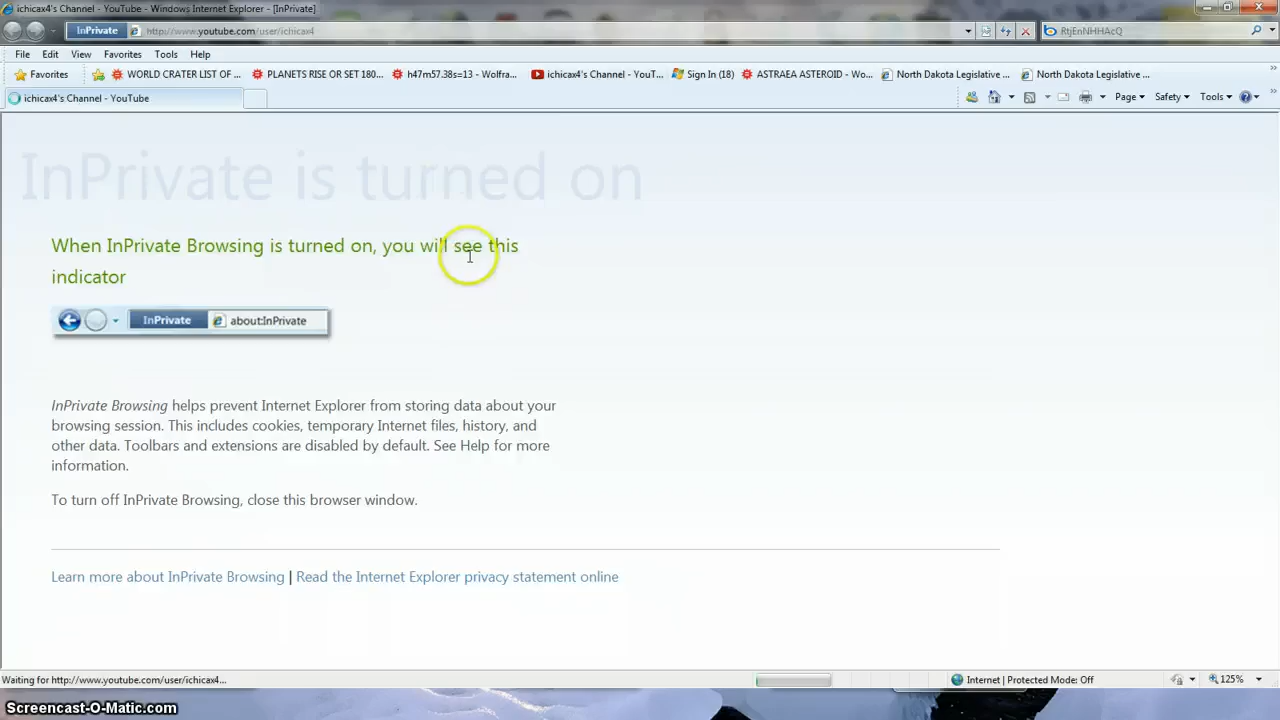 ichicax4's Channel - YouTube - Windows Internet Explorer - [InPrivate]
InPrivate http://www.youtube.com/user/ichicax4 RtjEnNHHAcQ
File Edit View Favorites Tools Help
Favorites WORLD CRATER LIST OF ... PLANETS RISE OR SET 180... h47m57.38s=13 - Wolfra... ichicax4's Channel - YouT... Sign In (18) ASTRAEA ASTEROID - Wo... North Dakota Legislative ... North Dakota Legislative ...
ichicax4's Channel - YouTube
Page Safety Tools
InPrivate is turned on
When InPrivate Browsing is turned on, you will see this
indicator
InPrivate about:InPrivate
InPrivate Browsing helps prevent Internet Explorer from storing data about your
browsing session. This includes cookies, temporary Internet files, history, and
other data. Toolbars and extensions are disabled by default. See Help for more
information.
To turn off InPrivate Browsing, close this browser window.
Learn more about InPrivate Browsing | Read the Internet Explorer privacy statement online
Waiting for http://www.youtube.com/user/ichicax4... Internet | Protected Mode: Off 125%
Screencast-O-Matic.com